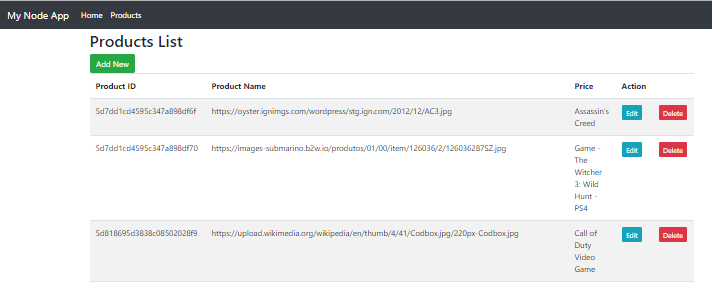 My Node App Home Products
Products List
Add New
Product ID Product Name Price Action
5d7dd1cd4595c347a898df6f https://oyster.ignimgs.com/wordpress/stg.ign.com/2012/12/AC3.jpg Assassin's Edit Delete
Creed
5d7dd1cd4595c347a898df70 https://images-submarino.b2w.io/produtos/01/00/item/126036/2/126036287SZ.jpg Game - Edit Delete
The
Witcher
3: Wild
Hunt -
PS4
5d818695d3838c08502028f9 https://upload.wikimedia.org/wikipedia/en/thumb/4/41/Codbox.jpg/220px-Codbox.jpg Call of Edit Delete
Duty
Video
Game